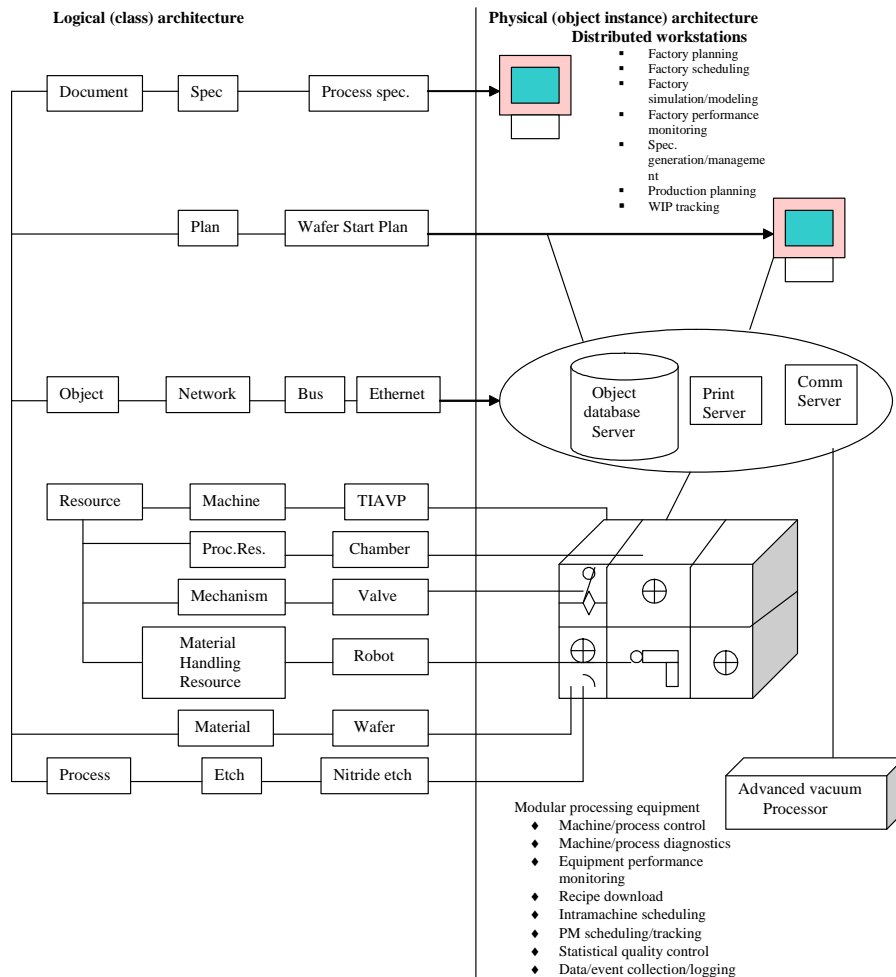 Logical (class) architecture
Physical (object instance) architecture
Distributed workstations
▪ Factory planning
▪ Factory scheduling
▪ Factory
simulation/modeling
▪ Factory performance
monitoring
▪ Spec.
generation/manageme
nt
▪ Production planning
▪ WIP tracking
Document
Spec
Process spec.
Plan
Wafer Start Plan
Object
Network
Bus
Ethernet
Object
database
Server
Print
Server
Comm
Server
Resource
Machine
TIAVP
Proc.Res.
Chamber
Mechanism
Valve
Material
Handling
Resource
Robot
Material
Wafer
Process
Etch
Nitride etch
Advanced vacuum
Processor
Modular processing equipment
♦ Machine/process control
♦ Machine/process diagnostics
♦ Equipment performance
monitoring
♦ Recipe download
♦ Intramachine scheduling
♦ PM scheduling/tracking
♦ Statistical quality control
♦ Data/event collection/logging